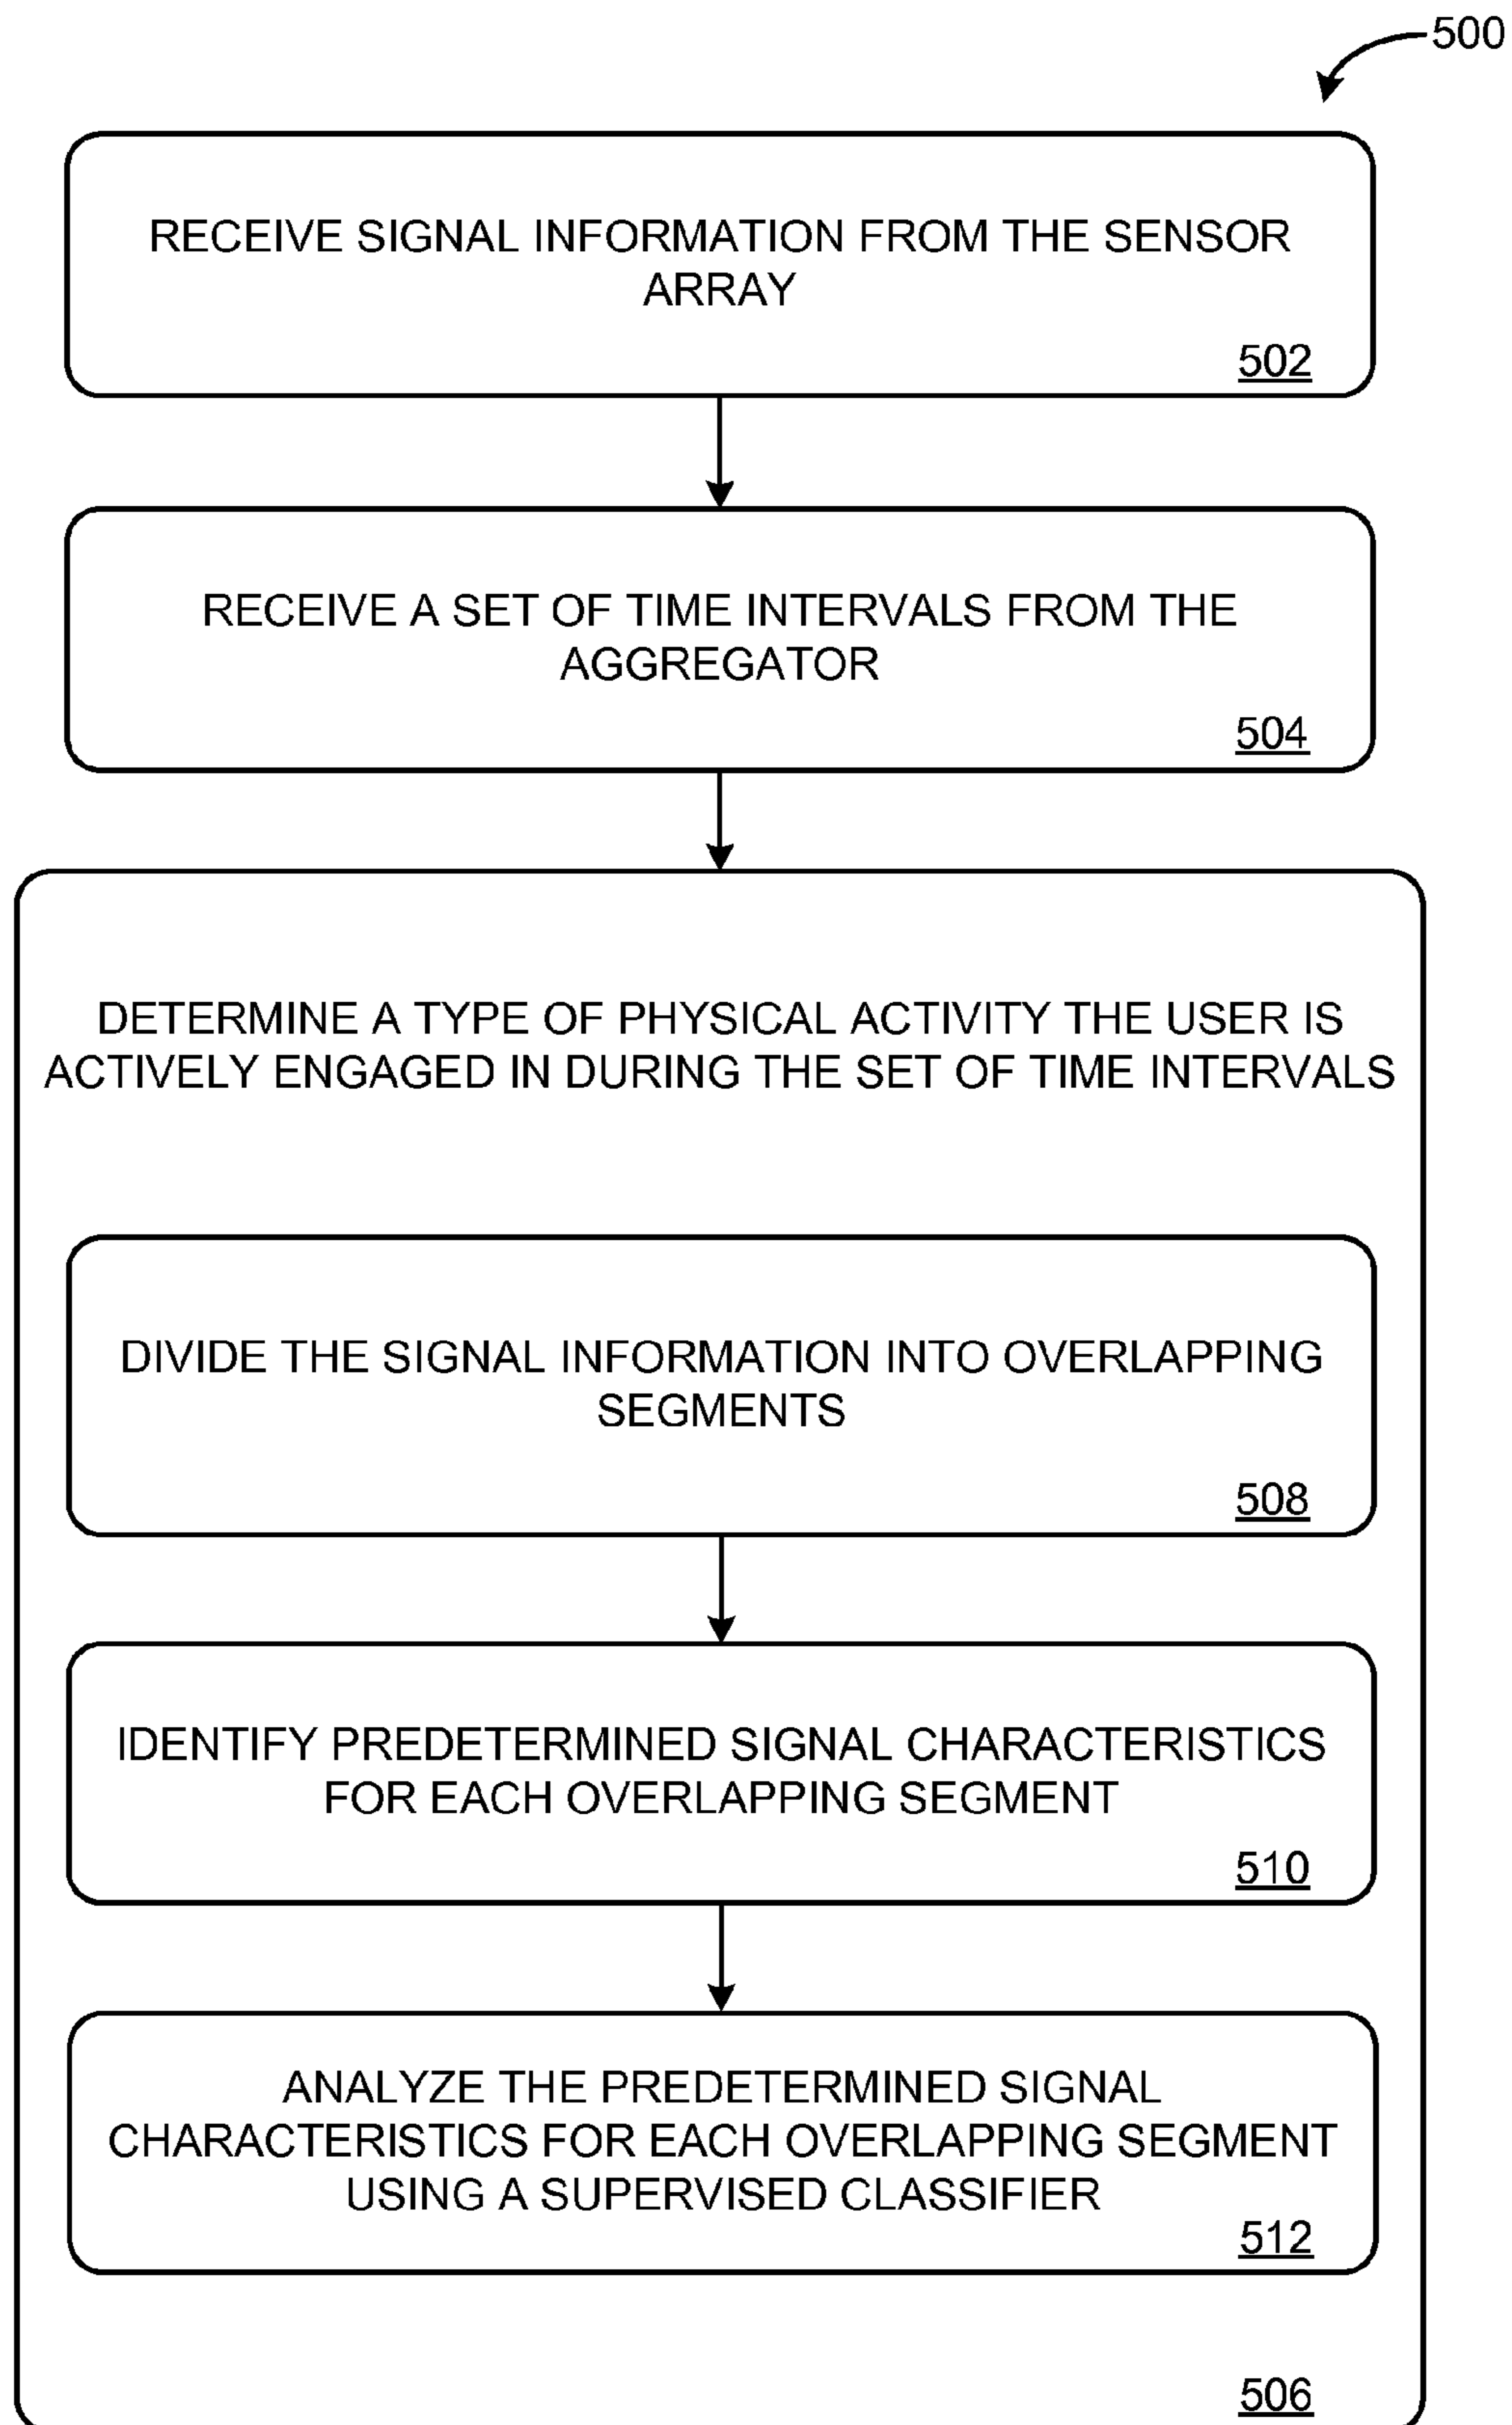 500
RECEIVE SIGNAL INFORMATION FROM THE SENSOR
ARRAY
502
RECEIVE A SET OF TIME INTERVALS FROM THE
AGGREGATOR
504
DETERMINE A TYPE OF PHYSICAL ACTIVITY THE USER IS
ACTIVELY ENGAGED IN DURING THE SET OF TIME INTERVALS
DIVIDE THE SIGNAL INFORMATION INTO OVERLAPPING
SEGMENTS
508
IDENTIFY PREDETERMINED SIGNAL CHARACTERISTICS
FOR EACH OVERLAPPING SEGMENT
510
ANALYZE THE PREDETERMINED SIGNAL
CHARACTERISTICS FOR EACH OVERLAPPING SEGMENT
USING A SUPERVISED CLASSIFIER
512
506